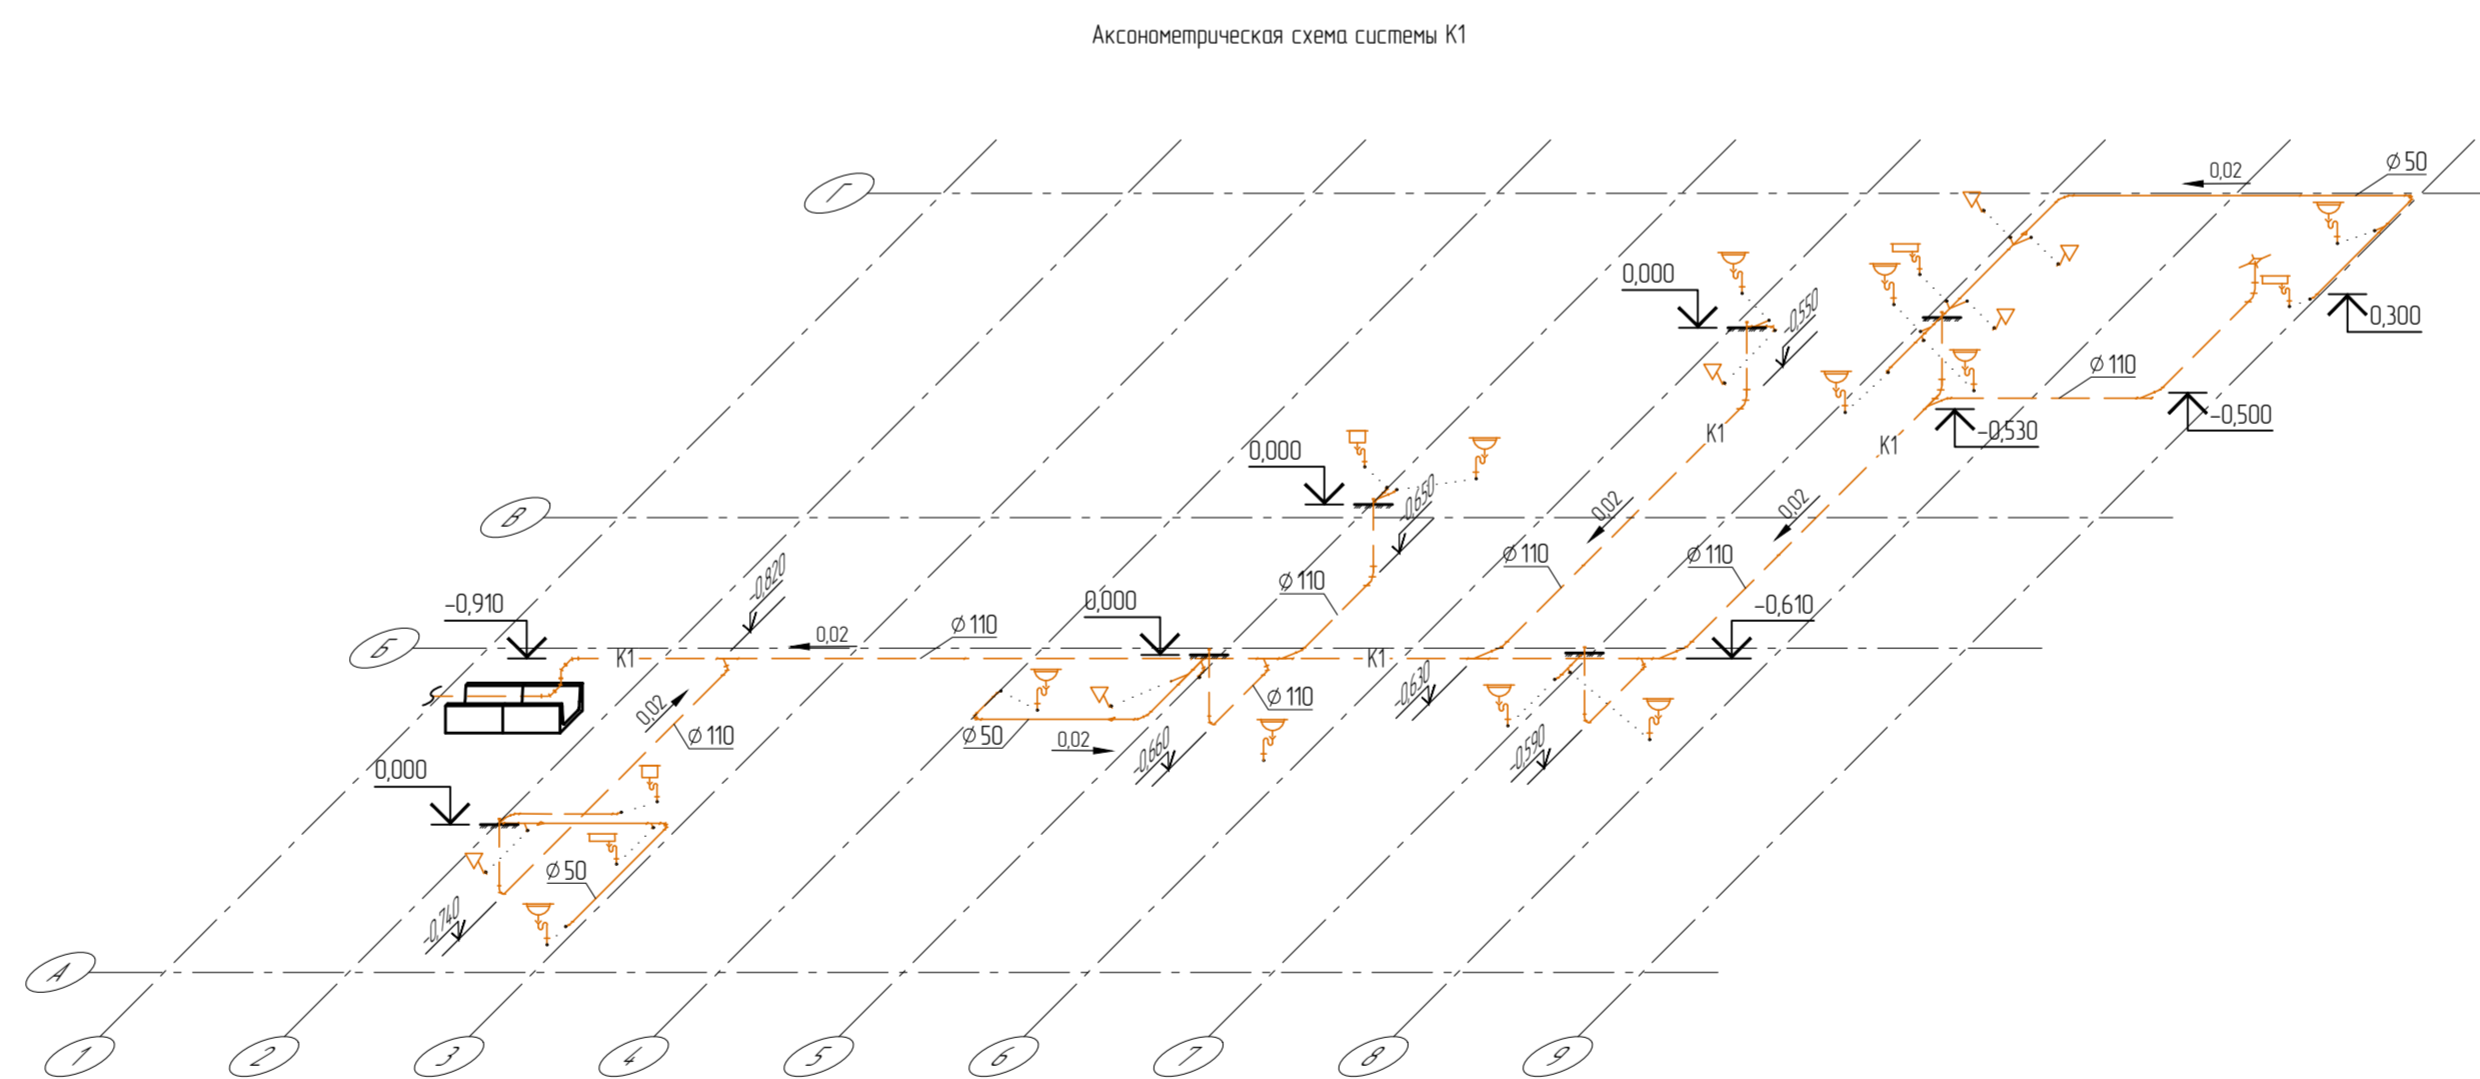 Аксонометрическая схема системы К1
Ø50
0,02
Г
0,000
-0,550
0,300
Ø110
-0,500
-0,530
К1
К1
0,000
-0,650
0,02
0,02
В
Ø110
Ø110
Ø110
-0,820
-0,910
0,000
-0,610
Ø110
0,02
Б
К1
К1
-0,630
Ø110
0,02
Ø110
Ø50
0,02
-0,660
-0,590
0,000
Ø50
-0,740
А
1
2
3
4
5
6
7
8
9